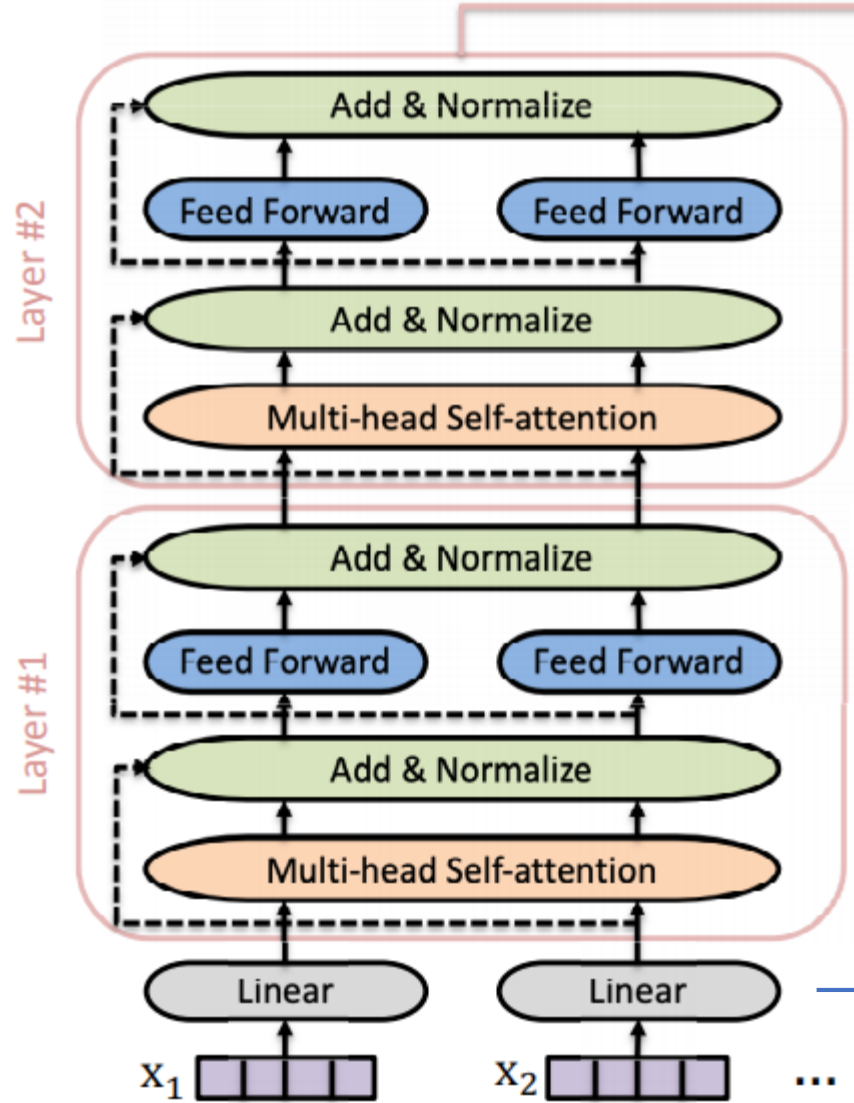 Add & Normalize
Feed Forward Feed Forward
Layer #2
Add & Normalize
Multi-head Self-attention
Add & Normalize
Feed Forward Feed Forward
Layer #1
Add & Normalize
Multi-head Self-attention
Linear Linear
x₁ x₂ ...